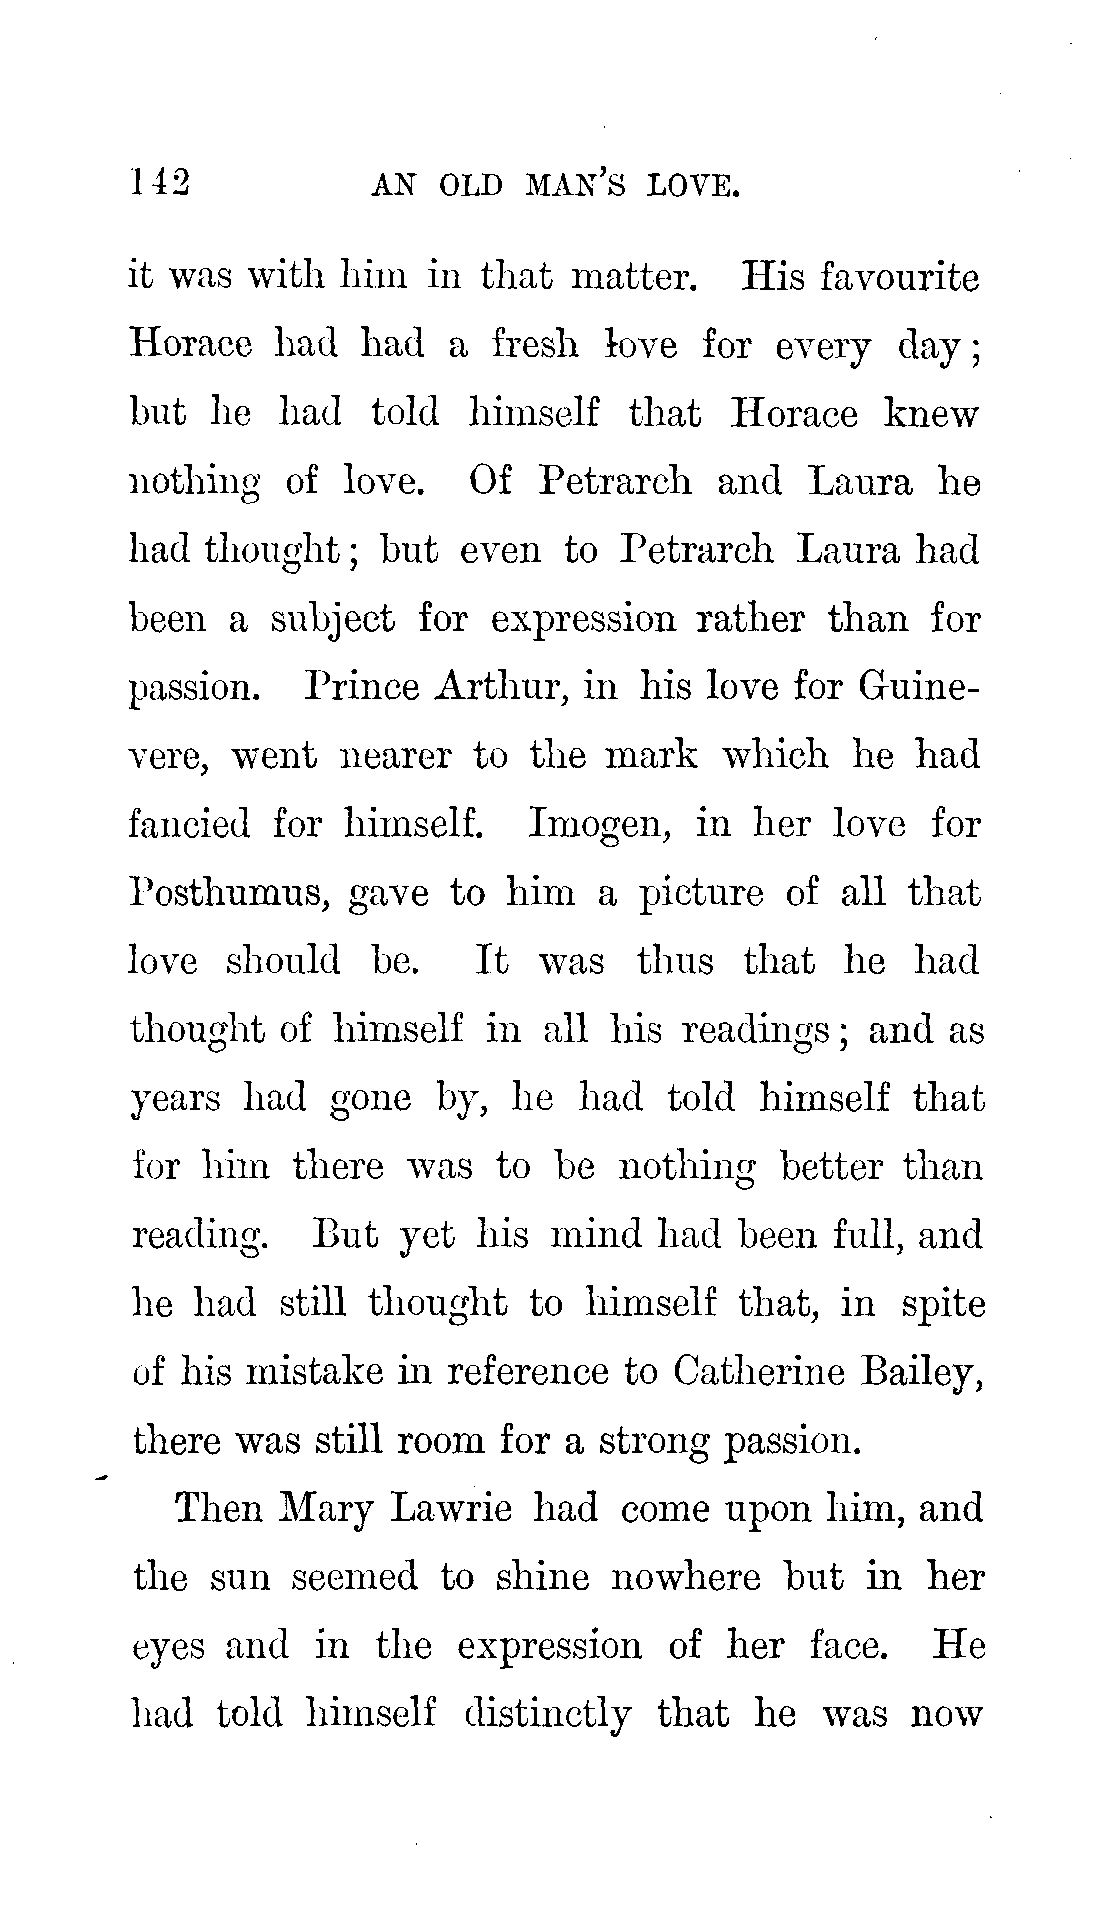 142 AN OLD MAN'S LOVE.
it was with him in that matter. His favourite
Horace had had a fresh love for every day;
but he had told himself that Horace knew
nothing of love. Of Petrarch and Laura he
had thought; but even to Petrarch Laura had
been a subject for expression rather than for
passion. Prince Arthur, in his love for Guine-
vere, went nearer to the mark which he had
fancied for himself. Imogen, in her love for
Posthumus, gave to him a picture of all that
love should be. It was thus that he had
thought of himself in all his readings; and as
years had gone by, he had told himself that
for him there was to be nothing better than
reading. But yet his mind had been full, and
he had still thought to himself that, in spite
of his mistake in reference to Catherine Bailey,
there was still room for a strong passion.
Then Mary Lawrie had come upon him, and
the sun seemed to shine nowhere but in her
eyes and in the expression of her face. He
had told himself distinctly that he was now